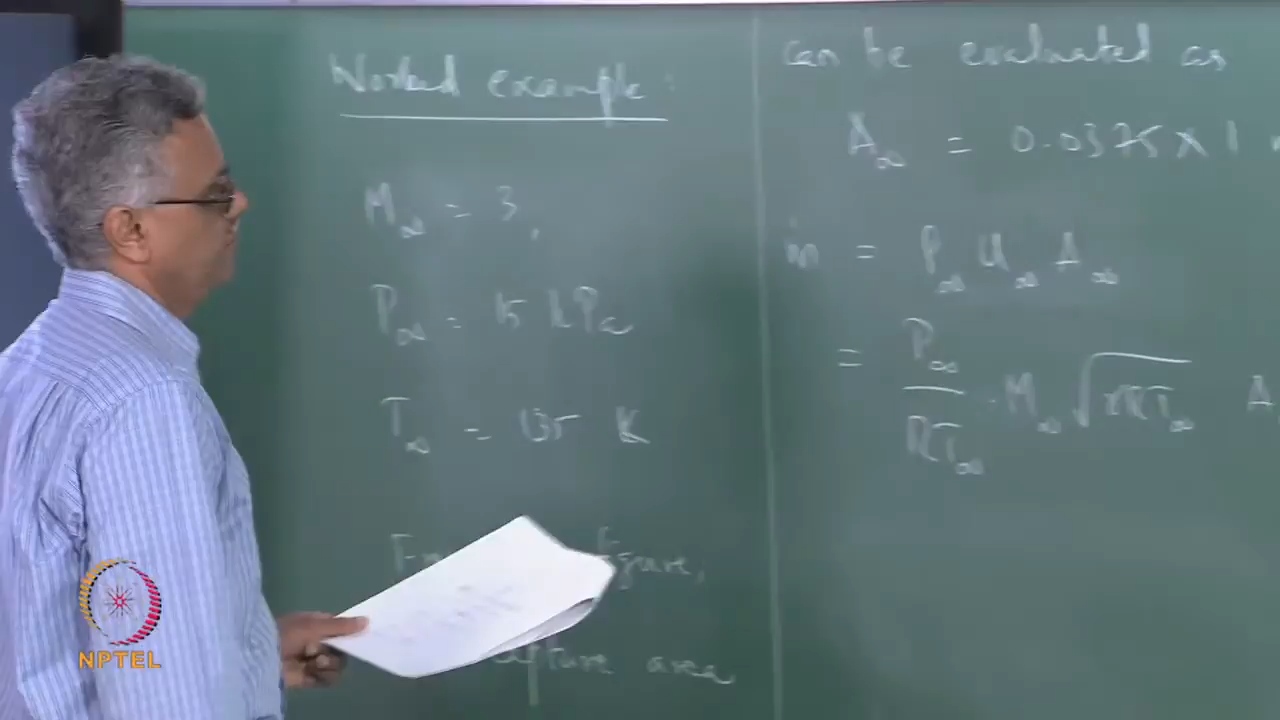 Worked example:
M∞ = 3,
P∞ = 15 kPa
T∞ = 135 K
figure,
capture area
can be evaluated as
A∞ = 0.0375 × 1
ṁ = ρ∞ u∞ A∞
= P∞/RT∞ · M∞ √γRT∞ A
NPTEL